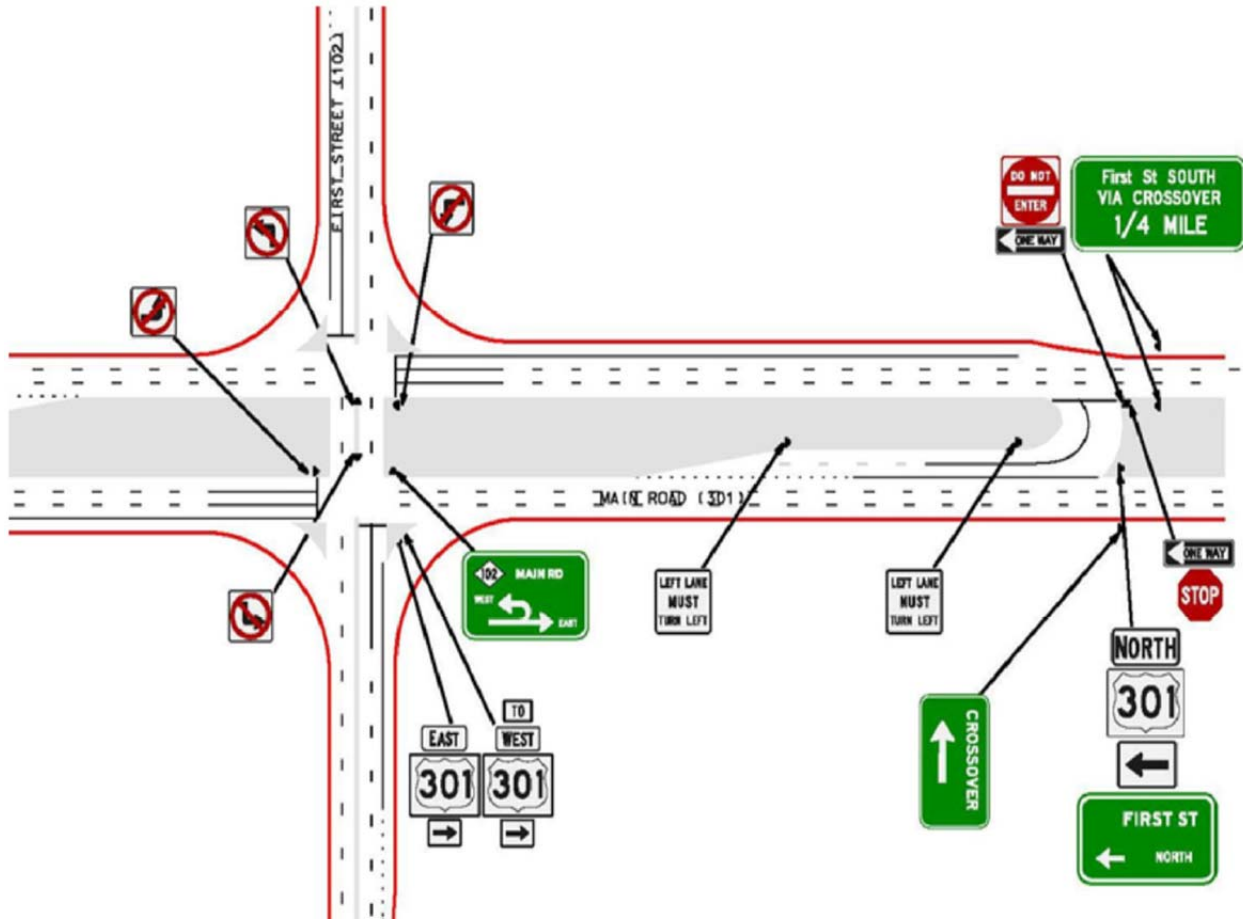 FIRST STREET (102)
DO NOT
ENTER
ONE WAY
First St SOUTH
VIA CROSSOVER
1/4 MILE
MAIN ROAD (301)
102 MAIN RD
WEST
EAST
LEFT LANE
MUST
TURN LEFT
LEFT LANE
MUST
TURN LEFT
ONE WAY
STOP
NORTH
301
CROSSOVER
FIRST ST
NORTH
EAST
301
TO
WEST
301